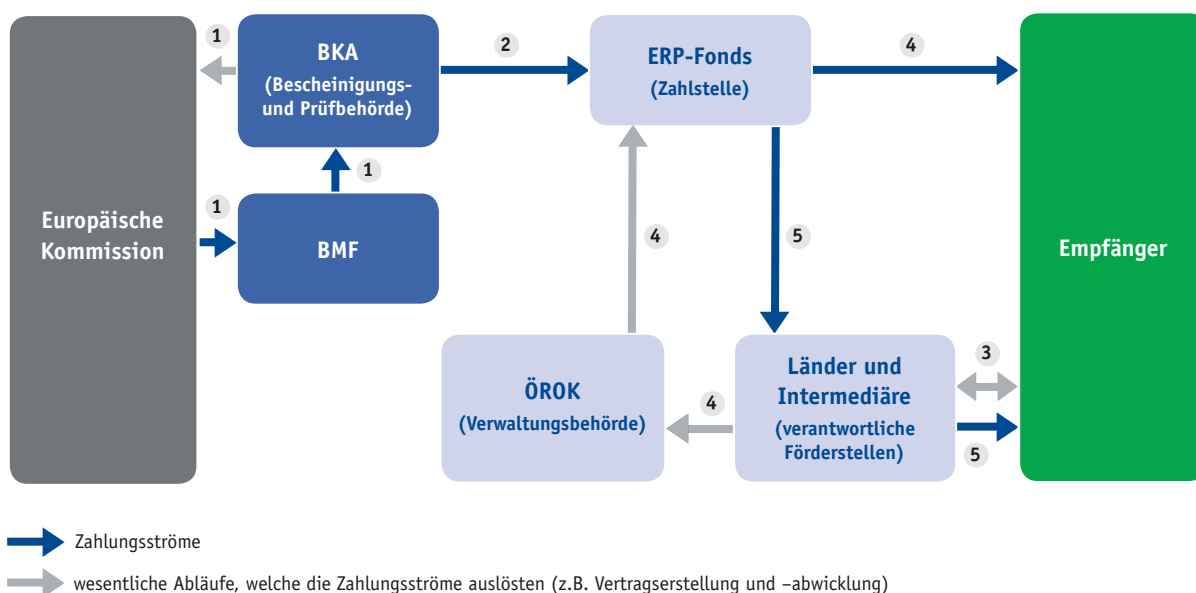 1
BKA
(Bescheinigungs-
und Prüfbehörde)
2
ERP-Fonds
(Zahlstelle)
4
1
1
BMF
Europäische
Kommission
4
5
Empfänger
ÖROK
(Verwaltungsbehörde)
4
Länder und
Intermediäre
(verantwortliche
Förderstellen)
3
5
Zahlungsströme
wesentliche Abläufe, welche die Zahlungsströme auslösten (z.B. Vertragserstellung und –abwicklung)